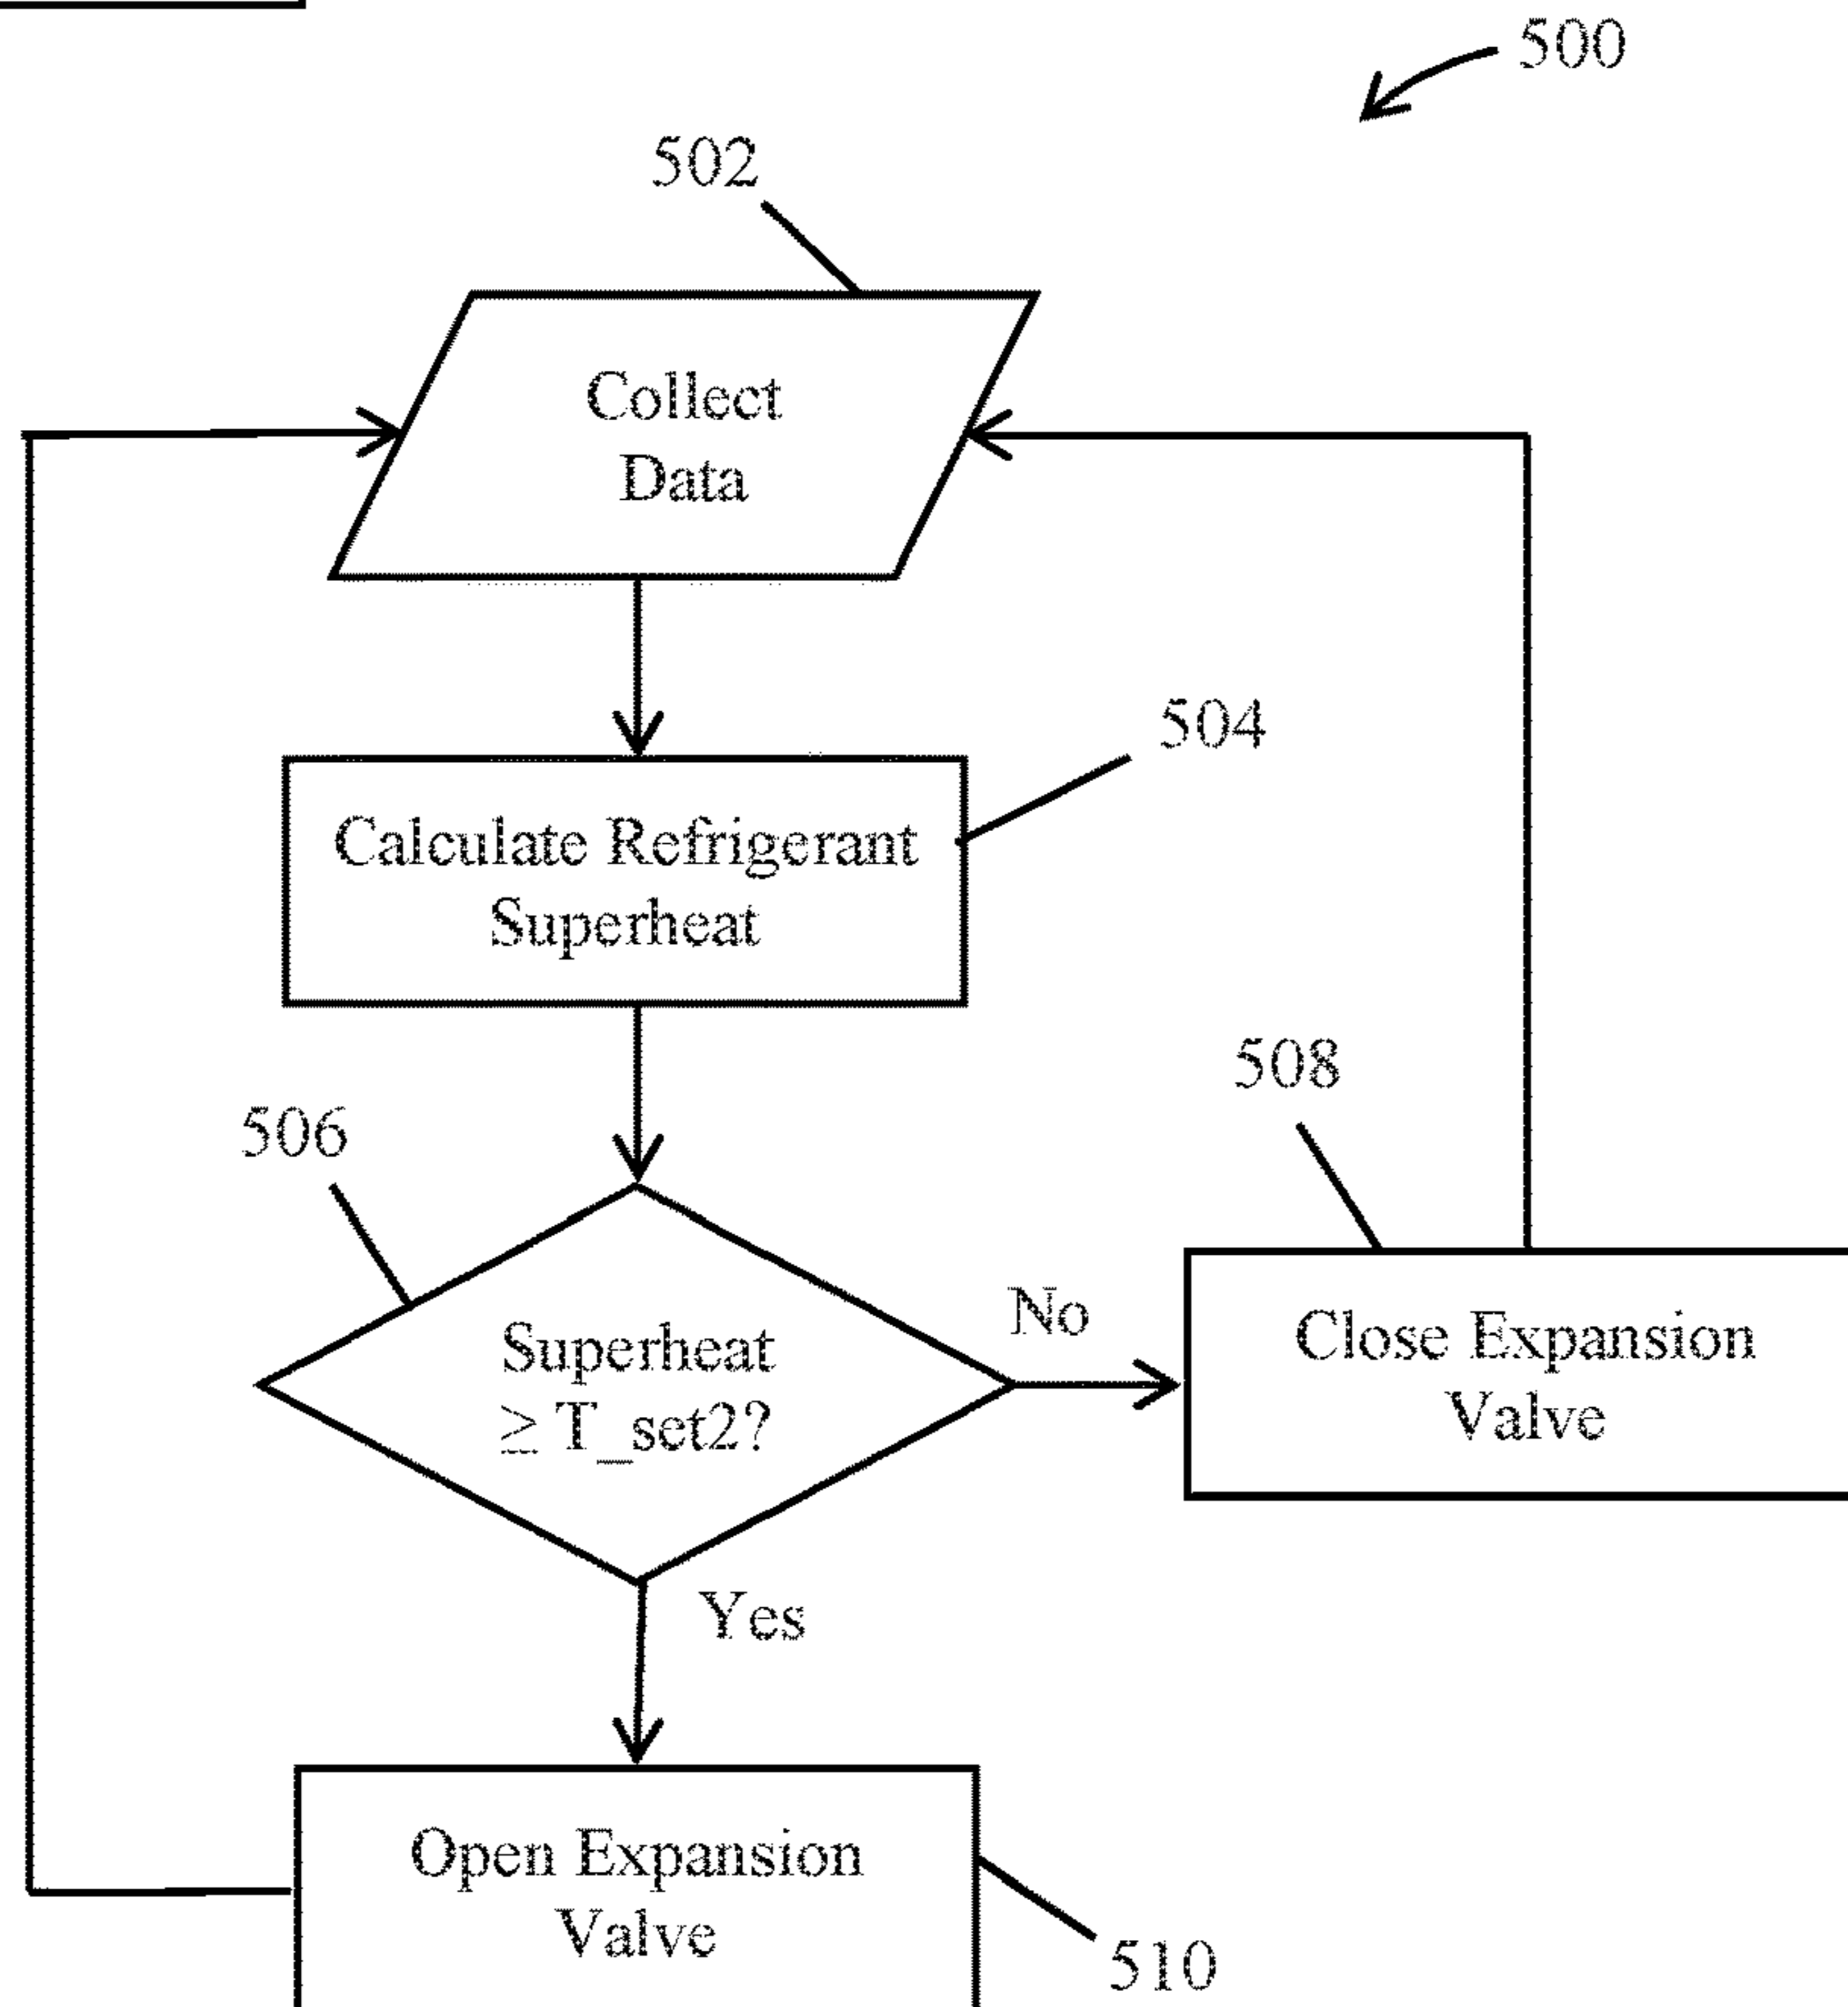 500
502
Collect
Data
504
Calculate Refrigerant
Superheat
506
508
Superheat
≥ T_set2?
No
Close Expansion
Valve
Yes
Open Expansion
Valve
510